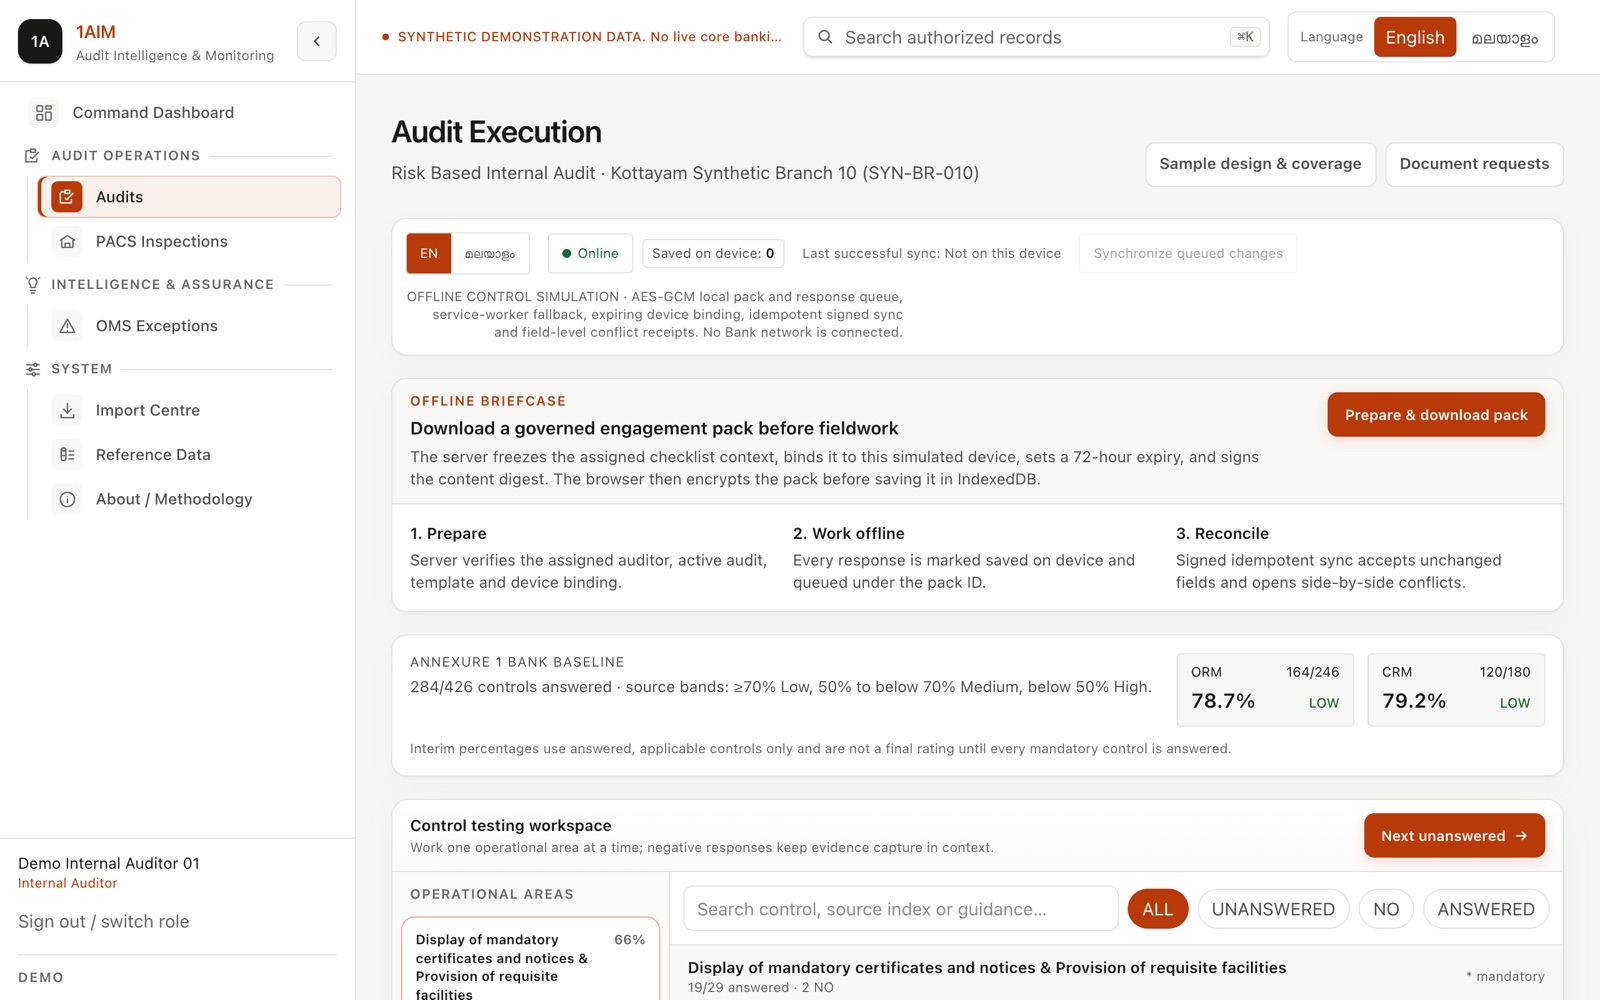 1A
1AIM
Audit Intelligence & Monitoring
Command Dashboard
AUDIT OPERATIONS
Audits
PACS Inspections
INTELLIGENCE & ASSURANCE
OMS Exceptions
SYSTEM
Import Centre
Reference Data
About / Methodology
Demo Internal Auditor 01
Internal Auditor
Sign out / switch role
DEMO
SYNTHETIC DEMONSTRATION DATA. No live core banki...
Search authorized records
⌘K
Language
English
മലയാളം
Audit Execution
Risk Based Internal Audit · Kottayam Synthetic Branch 10 (SYN-BR-010)
Sample design & coverage
Document requests
EN
മലയാളം
Online
Saved on device: 0
Last successful sync: Not on this device
Synchronize queued changes
OFFLINE CONTROL SIMULATION · AES-GCM local pack and response queue,
service-worker fallback, expiring device binding, idempotent signed sync
and field-level conflict receipts. No Bank network is connected.
OFFLINE BRIEFCASE
Download a governed engagement pack before fieldwork
The server freezes the assigned checklist context, binds it to this simulated device, sets a 72-hour expiry, and signs
the content digest. The browser then encrypts the pack before saving it in IndexedDB.
Prepare & download pack
1. Prepare
Server verifies the assigned auditor, active audit,
template and device binding.
2. Work offline
Every response is marked saved on device and
queued under the pack ID.
3. Reconcile
Signed idempotent sync accepts unchanged
fields and opens side-by-side conflicts.
ANNEXURE 1 BANK BASELINE
284/426 controls answered · source bands: ≥70% Low, 50% to below 70% Medium, below 50% High.
ORM 164/246
78.7% LOW
CRM 120/180
79.2% LOW
Interim percentages use answered, applicable controls only and are not a final rating until every mandatory control is answered.
Control testing workspace
Work one operational area at a time; negative responses keep evidence capture in context.
Next unanswered →
OPERATIONAL AREAS
Display of mandatory
certificates and notices &
Provision of requisite
facilities
66%
Search control, source index or guidance...
ALL
UNANSWERED
NO
ANSWERED
Display of mandatory certificates and notices & Provision of requisite facilities
19/29 answered · 2 NO
* mandatory